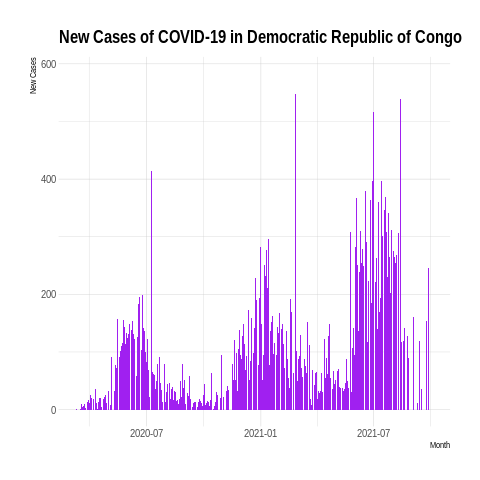 New Cases of COVID-19 in Democratic Republic of Congo
New Cases
600
400
200
0
2020-07
2021-01
2021-07
Month